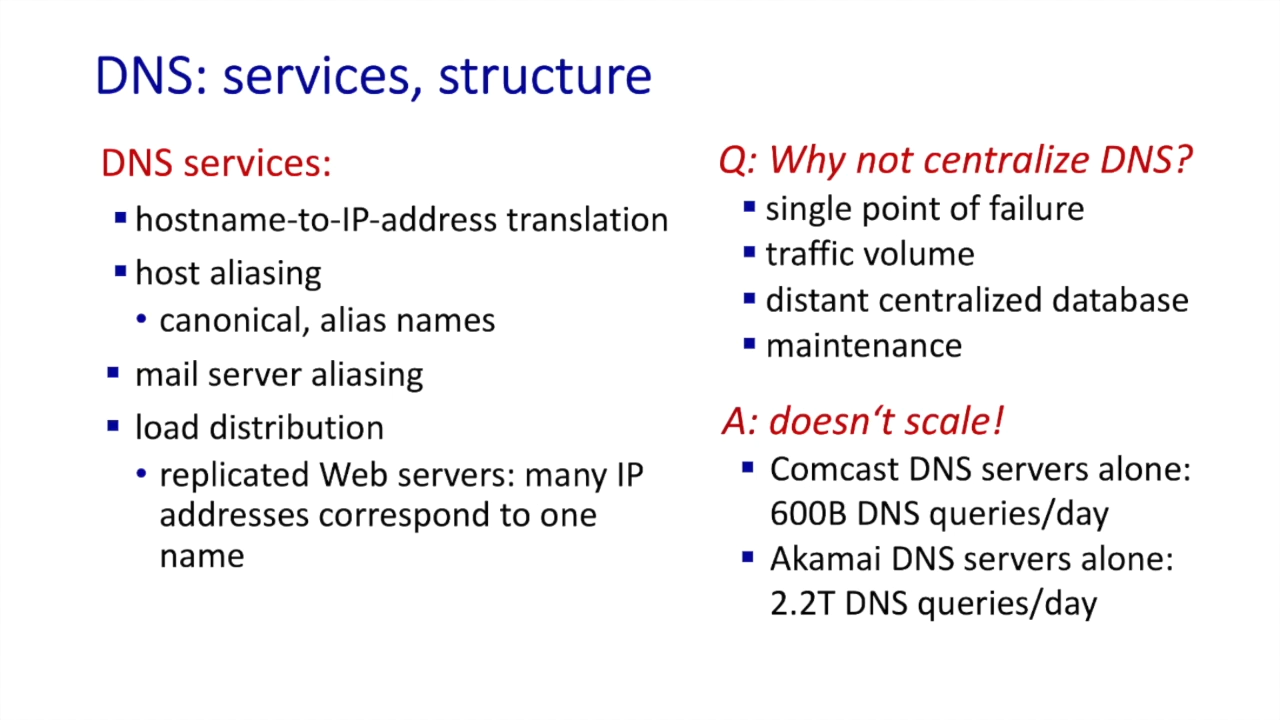 DNS: services, structure
DNS services:
▪ hostname-to-IP-address translation
▪ host aliasing
• canonical, alias names
▪ mail server aliasing
▪ load distribution
• replicated Web servers: many IP
addresses correspond to one
name
Q: Why not centralize DNS?
▪ single point of failure
▪ traffic volume
▪ distant centralized database
▪ maintenance
A: doesn‘t scale!
▪ Comcast DNS servers alone:
600B DNS queries/day
▪ Akamai DNS servers alone:
2.2T DNS queries/day